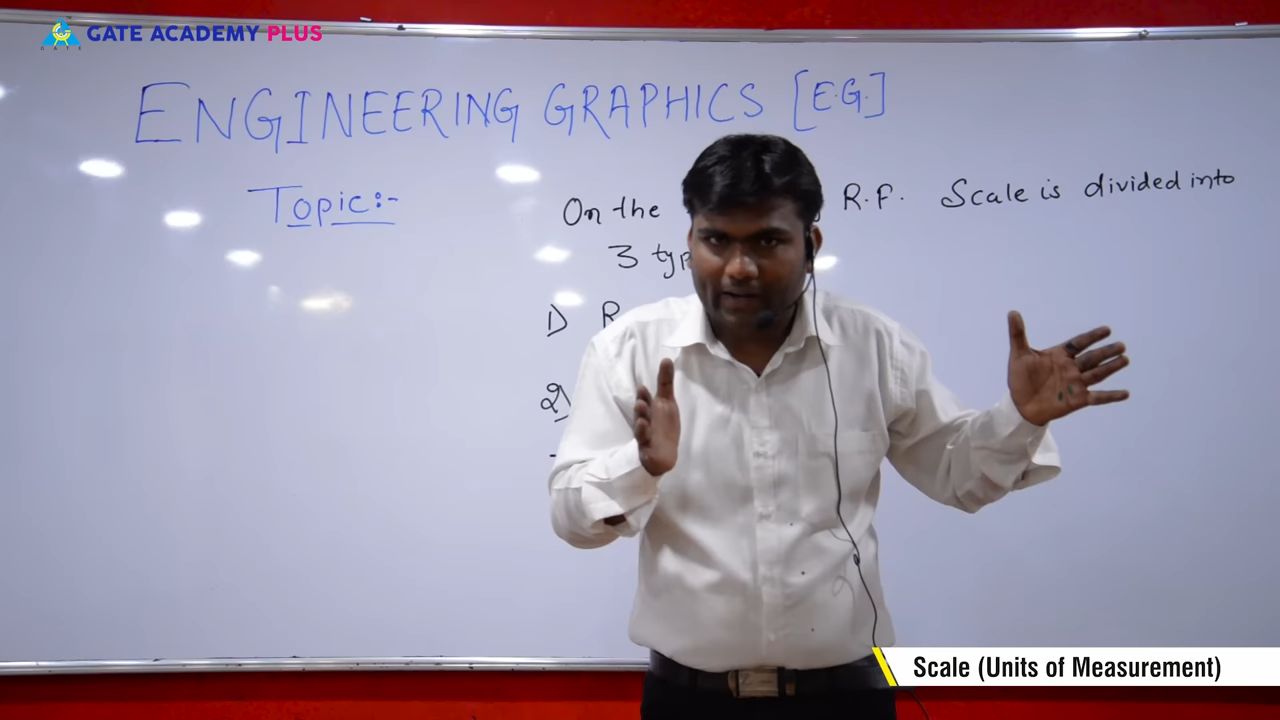 GATE ACADEMY PLUS
ENGINEERING GRAPHICS [E.G.]
Topic:-
On the R.F. Scale is divided into
3 typ
1) R
2)
Scale (Units of Measurement)